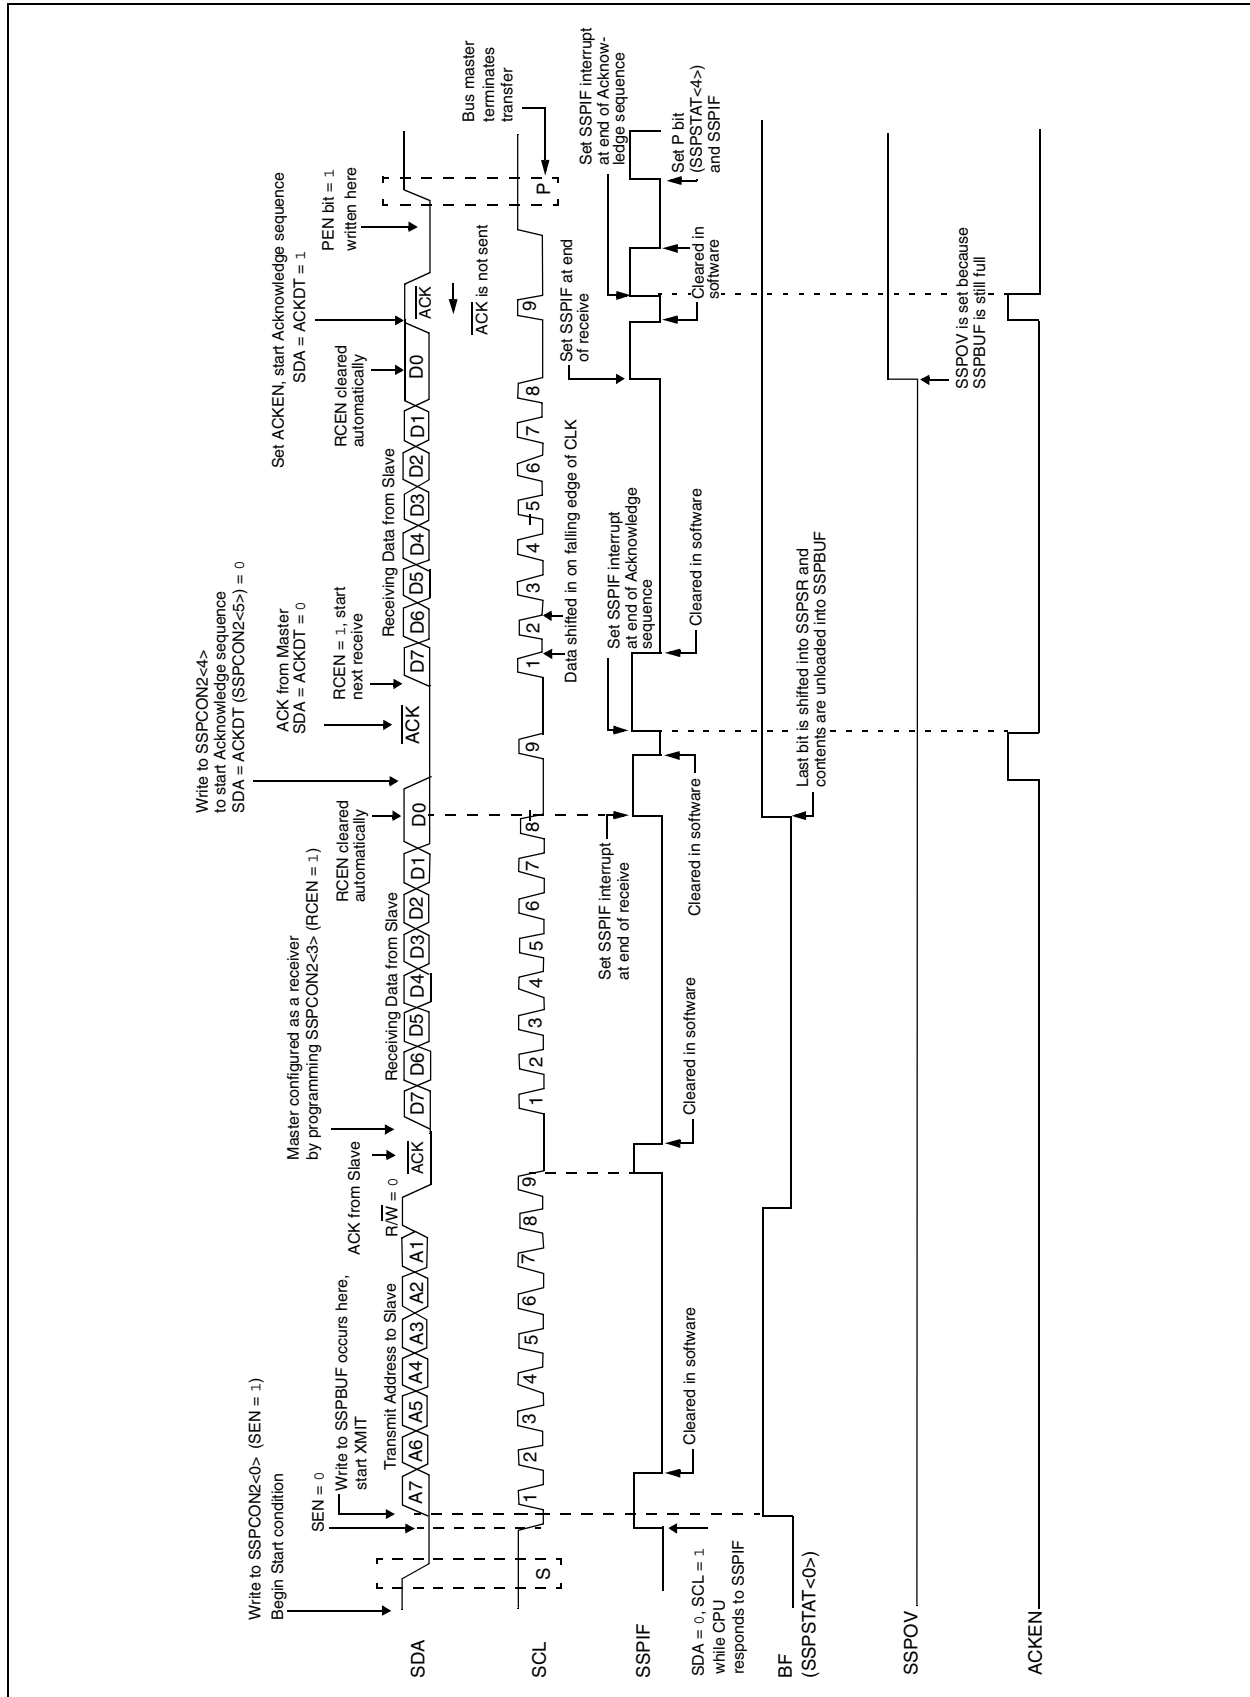 Write to SSPCON2<0> (SEN = 1)
Begin Start condition
SEN = 0
Write to SSPBUF occurs here,
start XMIT
Transmit Address to Slave
R/W = 0
ACK from Slave
Master configured as a receiver
by programming SSPCON2<3> (RCEN = 1)
Receiving Data from Slave
RCEN cleared
automatically
Write to SSPCON2<4>
to start Acknowledge sequence
SDA = ACKDT (SSPCON2<5>) = 0
ACK from Master
SDA = ACKDT = 0
RCEN = 1, start
next receive
Receiving Data from Slave
RCEN cleared
automatically
Set ACKEN, start Acknowledge sequence
SDA = ACKDT = 1
PEN bit = 1
written here
SDA
A7 A6 A5 A4 A3 A2 A1
ACK
D7 D6 D5 D4 D3 D2 D1 D0
ACK
D7 D6 D5 D4 D3 D2 D1 D0
ACK
ACK is not sent
Bus master
terminates
transfer
SCL
S
1 2 3 4 5 6 7 8 9
1 2 3 4 5 6 7 8
9
1 2 3 4 5 6 7 8
9
P
Data shifted in on falling edge of CLK
Set SSPIF interrupt
at end of receive
Set SSPIF interrupt
at end of Acknowledge
sequence
Set SSPIF at end
of receive
Set SSPIF interrupt
at end of Acknow-
ledge sequence
SSPIF
SDA = 0, SCL = 1
while CPU
responds to SSPIF
Cleared in software
Cleared in software
Cleared in software
Cleared in software
Cleared in
software
Set P bit
(SSPSTAT<4>)
and SSPIF
BF
(SSPSTAT<0>)
Last bit is shifted into SSPSR and
contents are unloaded into SSPBUF
SSPOV
SSPOV is set because
SSPBUF is still full
ACKEN